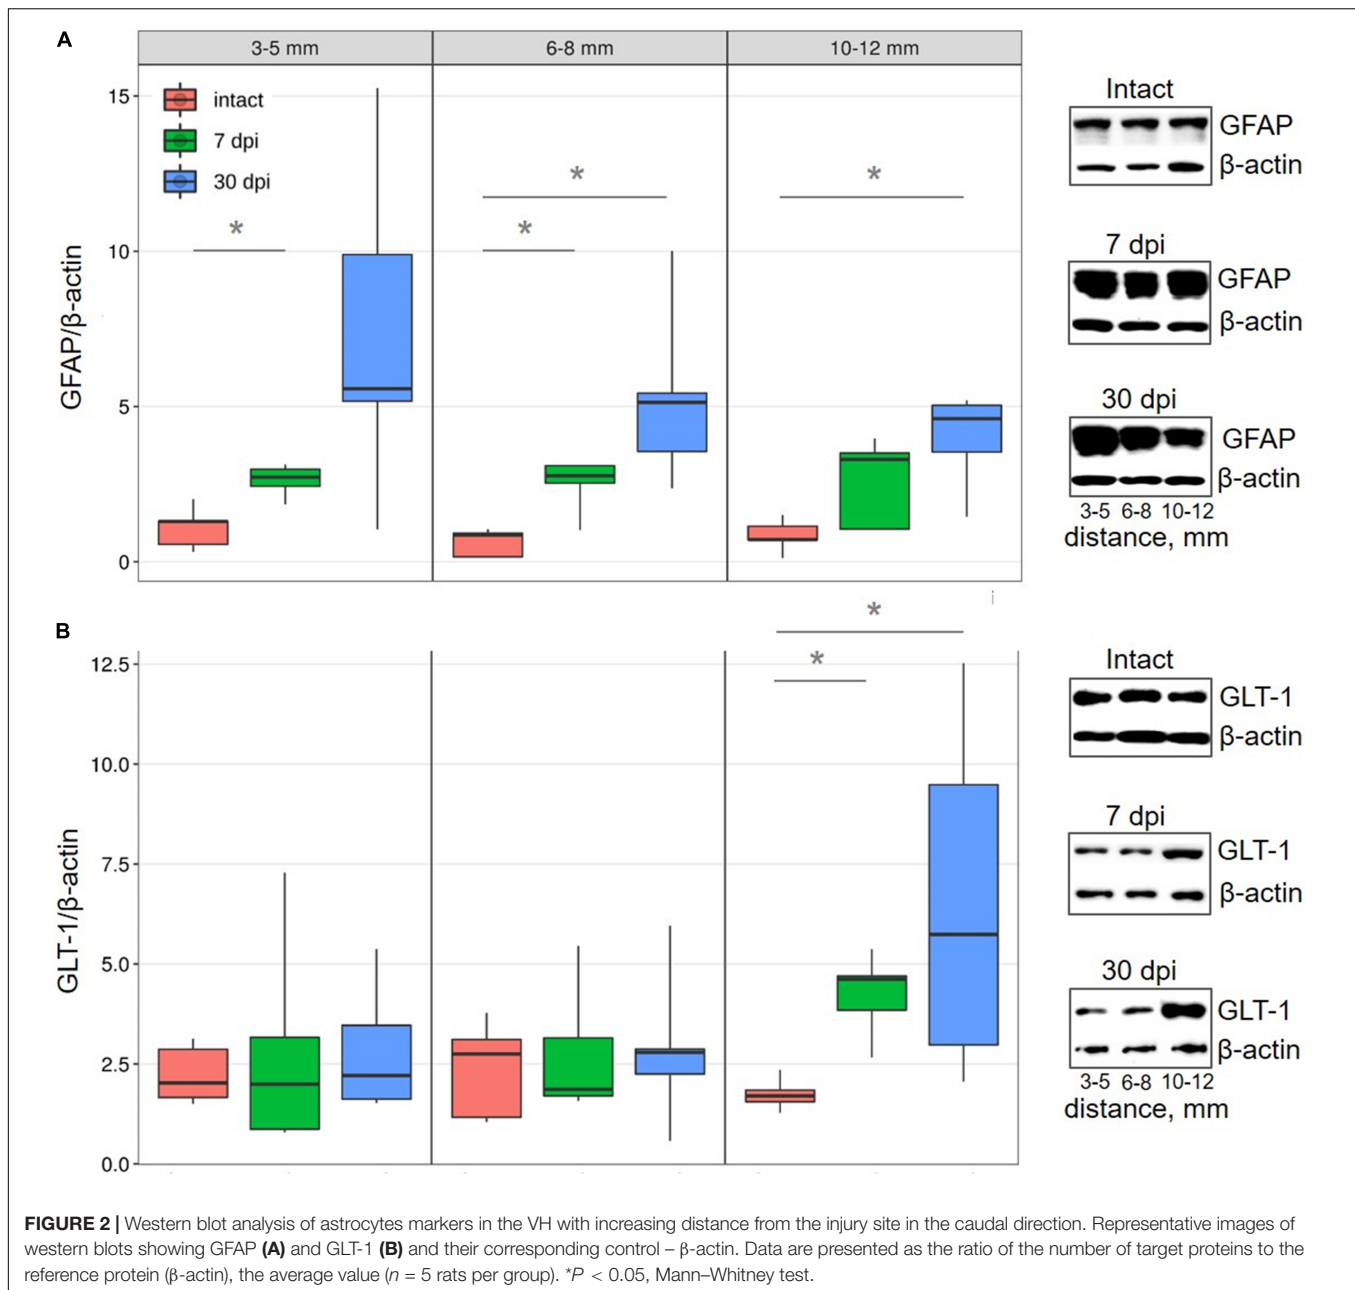 A
3-5 mm
6-8 mm
10-12 mm
15
10
5
0
GFAP/β-actin
intact
7 dpi
30 dpi
*
*
*
*
Intact
GFAP
β-actin
7 dpi
GFAP
β-actin
30 dpi
GFAP
β-actin
3-5 6-8 10-12
distance, mm
B
12.5
10.0
7.5
5.0
2.5
0.0
GLT-1/β-actin
*
*
Intact
GLT-1
β-actin
7 dpi
GLT-1
β-actin
30 dpi
GLT-1
β-actin
3-5 6-8 10-12
distance, mm
FIGURE 2 | Western blot analysis of astrocytes markers in the VH with increasing distance from the injury site in the caudal direction. Representative images of
western blots showing GFAP (A) and GLT-1 (B) and their corresponding control – β-actin. Data are presented as the ratio of the number of target proteins to the
reference protein (β-actin), the average value (n = 5 rats per group). *P < 0.05, Mann–Whitney test.